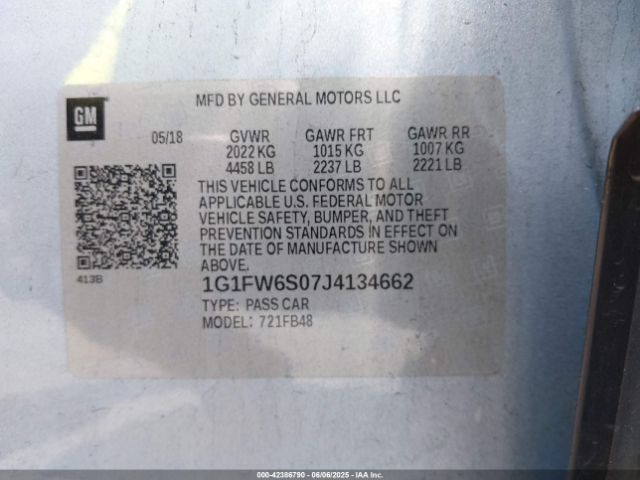 MFD BY GENERAL MOTORS LLC
GM
05/18 GVWR GAWR FRT GAWR RR
2022 KG 1015 KG 1007 KG
4458 LB 2237 LB 2221 LB
THIS VEHICLE CONFORMS TO ALL
APPLICABLE U.S. FEDERAL MOTOR
VEHICLE SAFETY, BUMPER, AND THEFT
PREVENTION STANDARDS IN EFFECT ON
THE DATE OF MANUFACTURE SHOWN
ABOVE.
413B
1G1FW6S07J4134662
TYPE: PASS CAR
MODEL: 721FB48
000-42386790 - 06/06/2025 - IAAI.COM